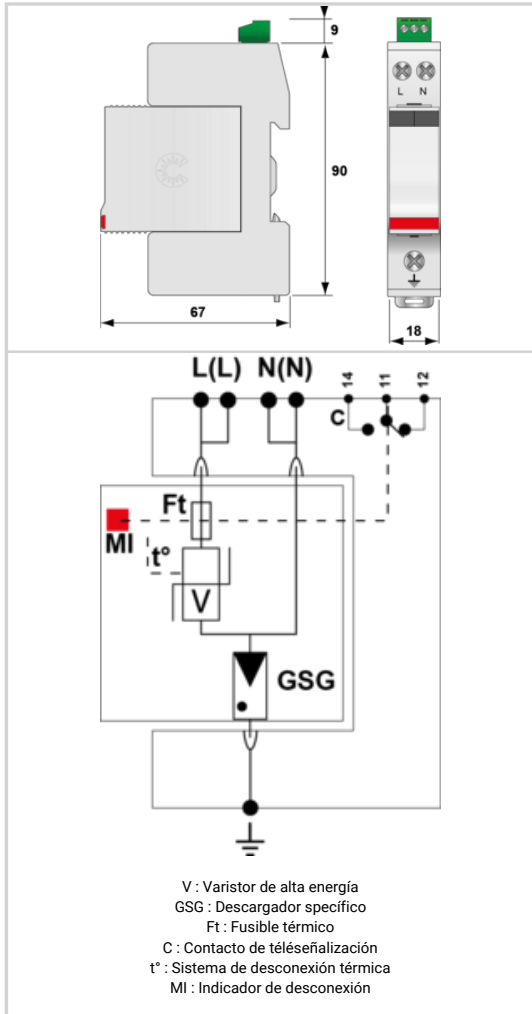 9
L N
90
67
18
L(L) N(N)
14 11 12
C
Ft
MI
t°
V
GSG
V : Varistor de alta energía
GSG : Descargador específico
Ft : Fusible térmico
C : Contacto de téléseñalización
t° : Sistema de desconexión térmica
MI : Indicador de desconexión